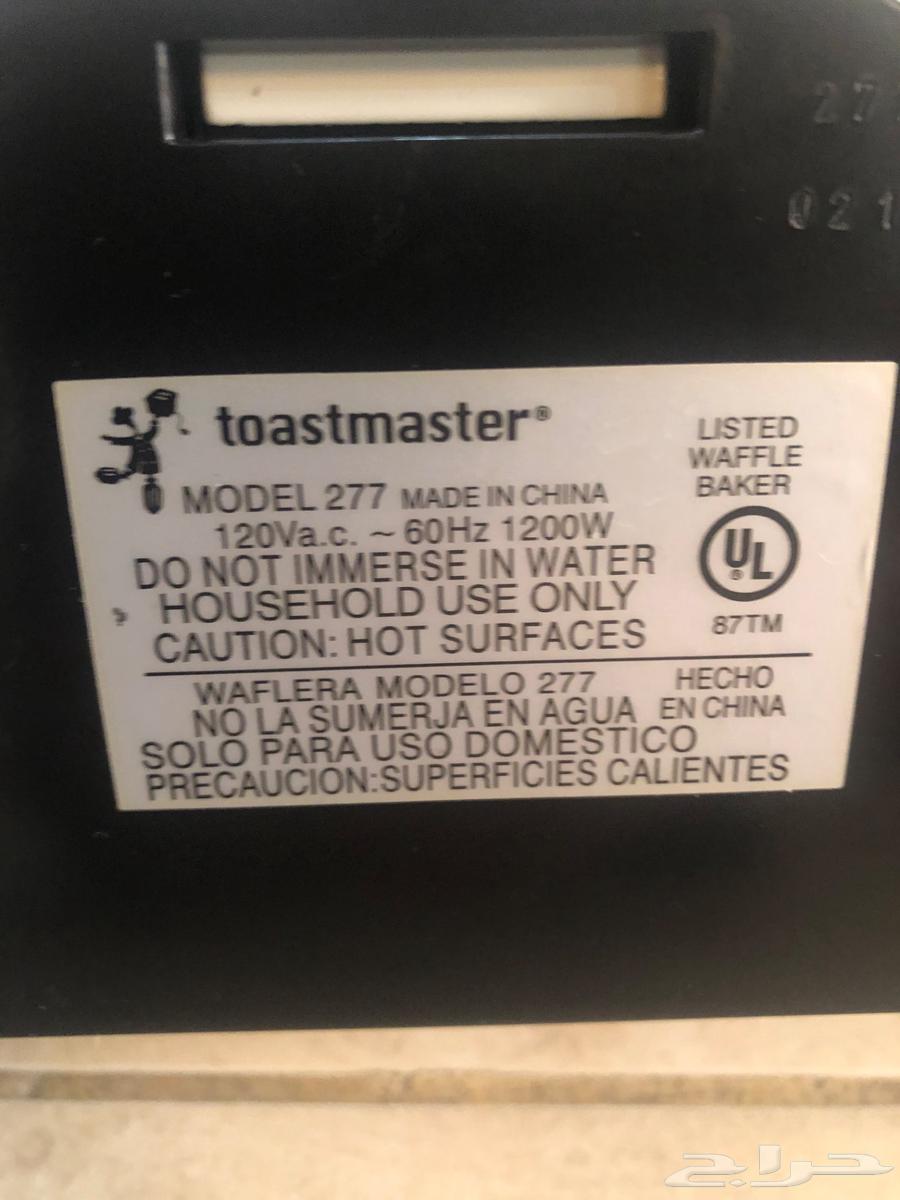 27
021
toastmaster®
MODEL 277 MADE IN CHINA
120Va.c. ~ 60Hz 1200W
DO NOT IMMERSE IN WATER
HOUSEHOLD USE ONLY
CAUTION: HOT SURFACES
LISTED
WAFFLE
BAKER
UL®
87TM
WAFLERA MODELO 277
NO LA SUMERJA EN AGUA
HECHO
EN CHINA
SOLO PARA USO DOMESTICO
PRECAUCION:SUPERFICIES CALIENTES
حراج